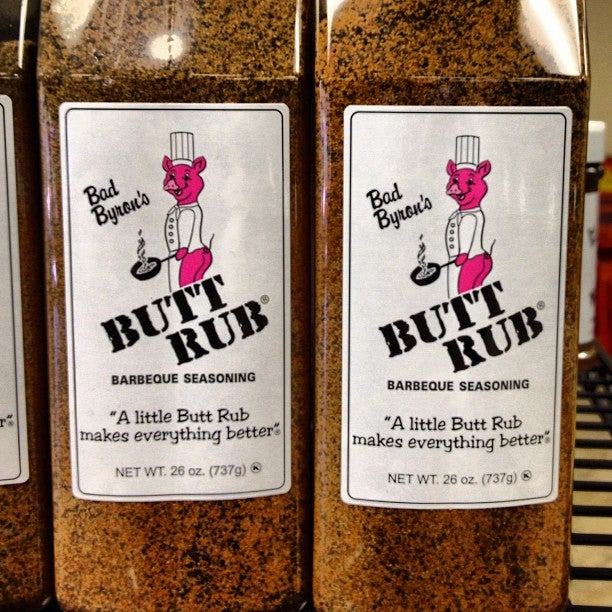 Bad
Byron's
BUTT
RUB®
BARBEQUE SEASONING
"A little Butt Rub
makes everything better"®
NET WT. 26 oz. (737g) K
Bad
Byron's
BUTT
RUB®
BARBEQUE SEASONING
"A little Butt Rub
makes everything better"®
NET WT. 26 oz. (737g) K
r"®